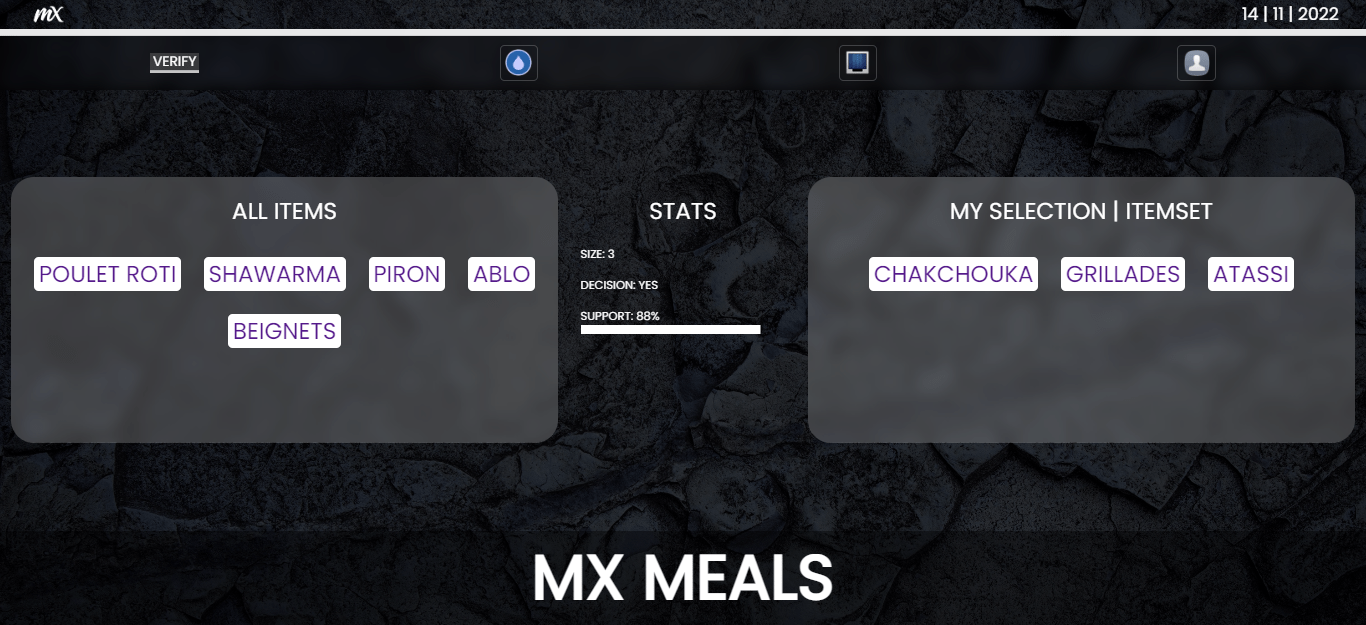 mX
14 | 11 | 2022
VERIFY
ALL ITEMS
POULET ROTI SHAWARMA PIRON ABLO
BEIGNETS
STATS
SIZE: 3
DECISION: YES
SUPPORT: 88%
MY SELECTION | ITEMSET
CHAKCHOUKA GRILLADES ATASSI
MX MEALS